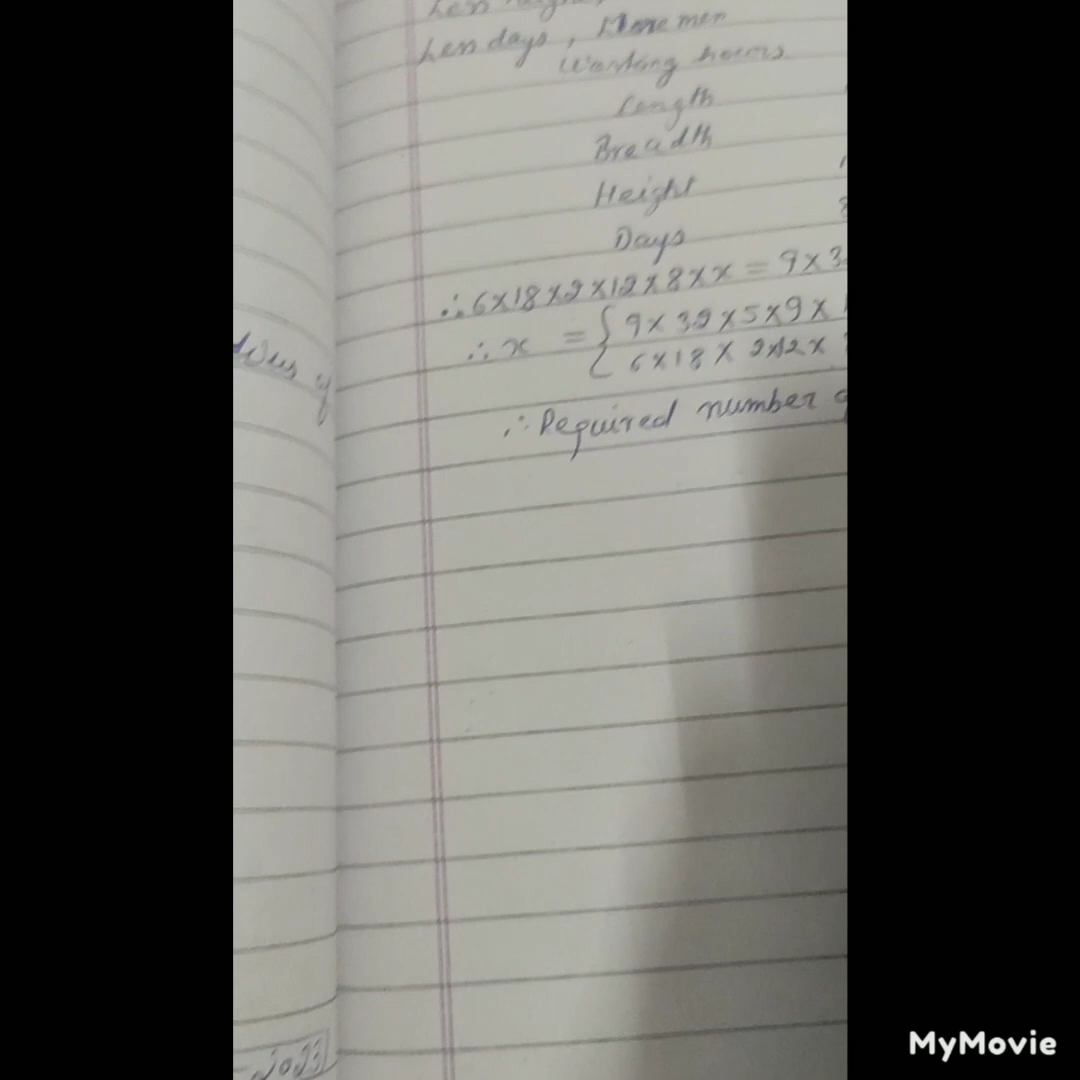 Less days, More men
Working hours
Length
Breadth
Height
Days
∴ 6×18×2×12×8×x = 9×3
∴ x = { 9×32×5×9×
6×18×2×12×
∴ Required number
MyMovie